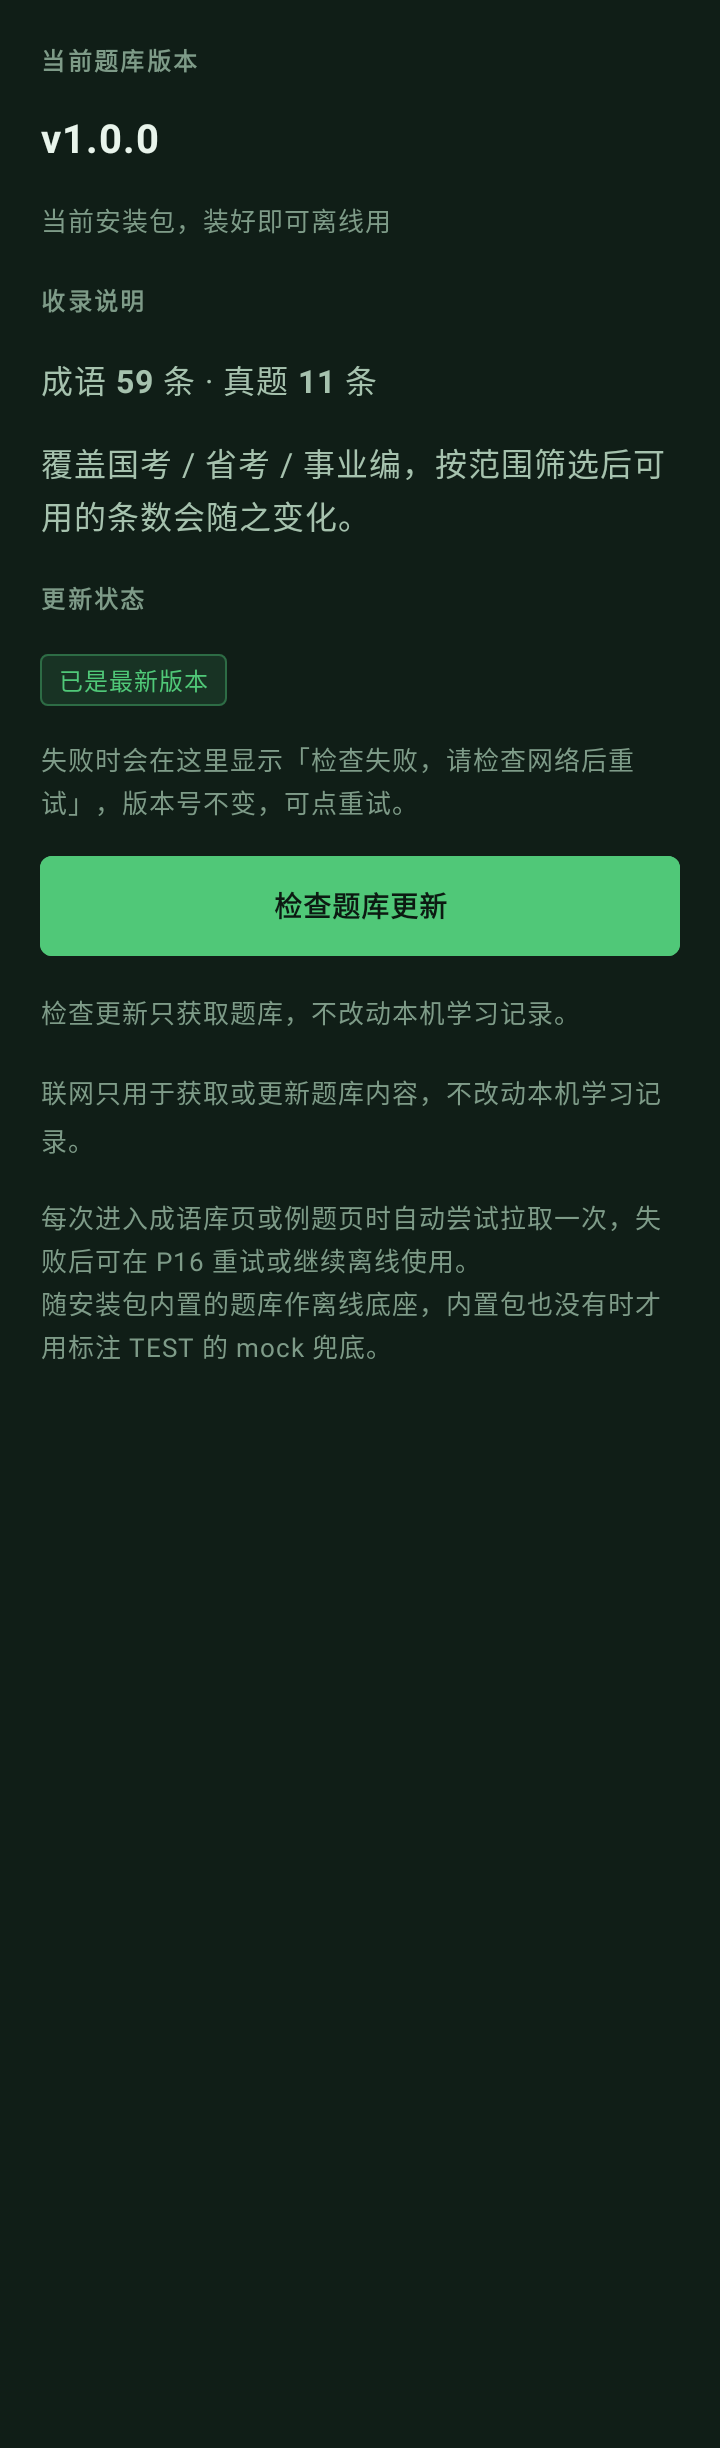 当前题库版本
v1.0.0
当前安装包，装好即可离线用
收录说明
成语 59 条 · 真题 11 条
覆盖国考 / 省考 / 事业编，按范围筛选后可
用的条数会随之变化。
更新状态
已是最新版本
失败时会在这里显示「检查失败，请检查网络后重
试」，版本号不变，可点重试。
检查题库更新
检查更新只获取题库，不改动本机学习记录。
联网只用于获取或更新题库内容，不改动本机学习记
录。
每次进入成语库页或例题页时自动尝试拉取一次，失
败后可在 P16 重试或继续离线使用。
随安装包内置的题库作离线底座，内置包也没有时才
用标注 TEST 的 mock 兜底。